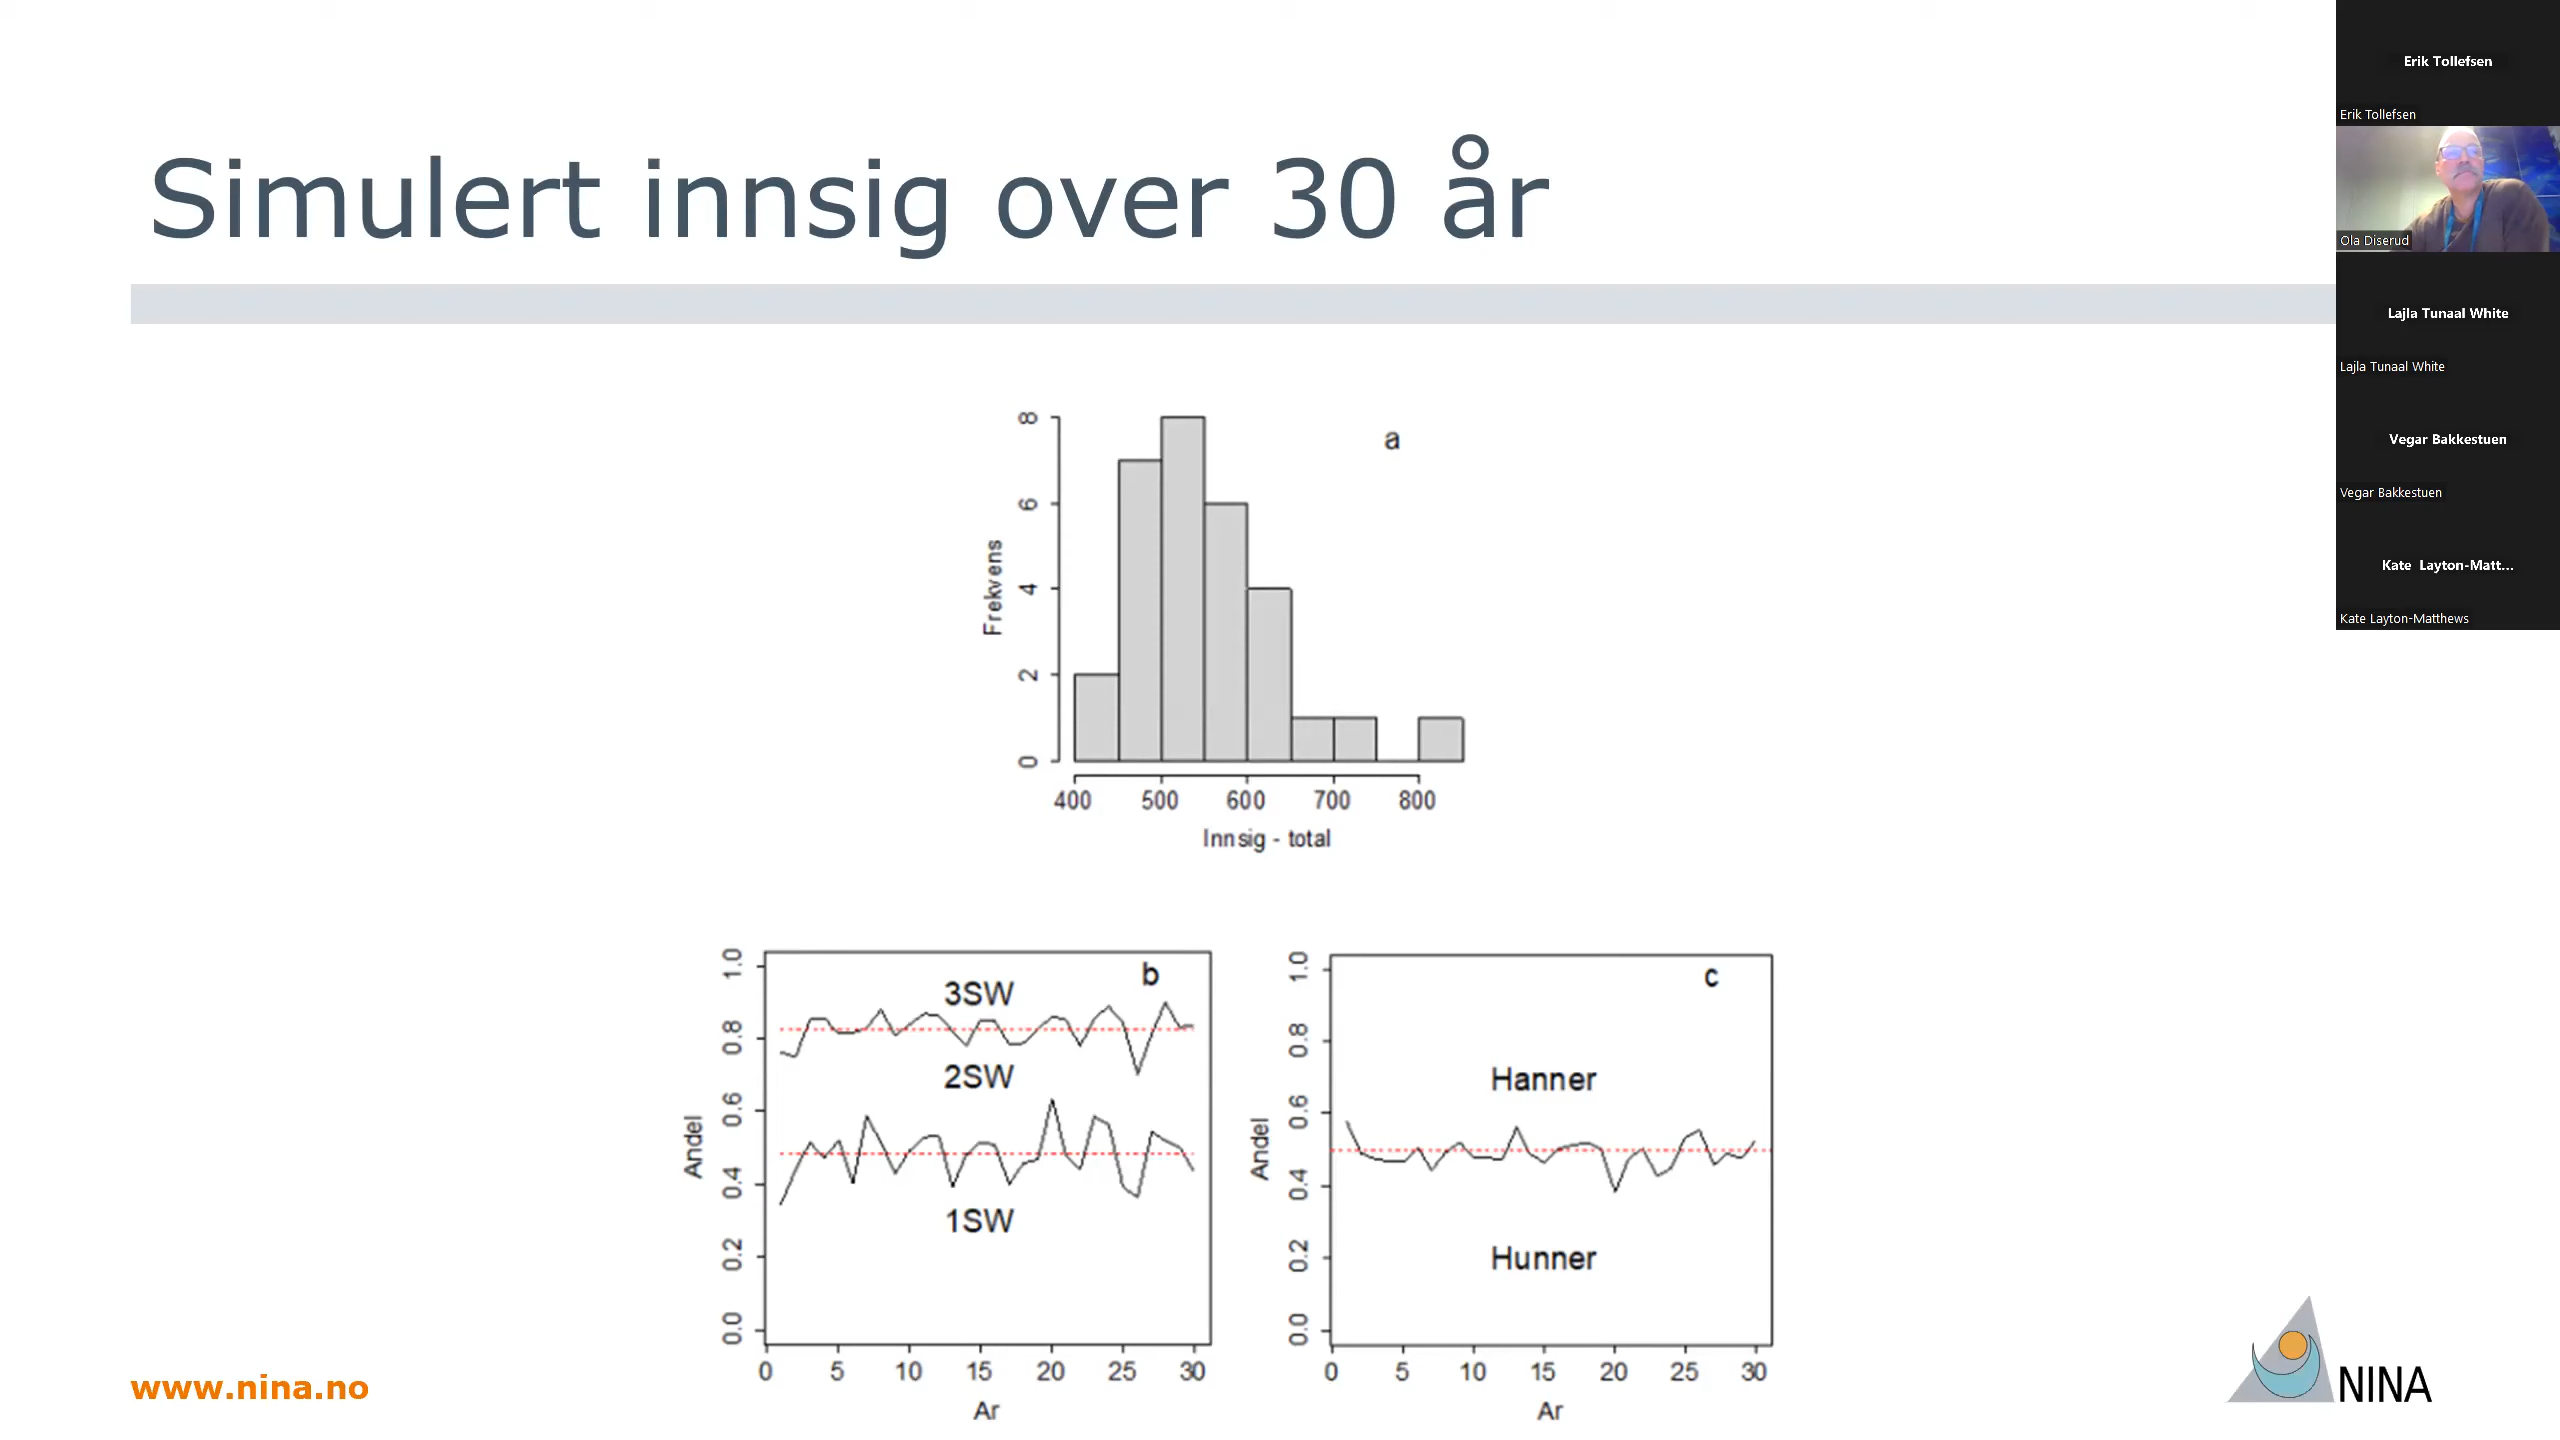 Simulert innsig over 30 år
a
8
6
4
2
0
Frekvens
400 500 600 700 800
Innsig - total
b
1.0
0.8
0.6
0.4
0.2
0.0
Andel
3SW
2SW
1SW
0 5 10 15 20 25 30
Ar
c
1.0
0.8
0.6
0.4
0.2
0.0
Andel
Hanner
Hunner
0 5 10 15 20 25 30
Ar
www.nina.no
NINA
Erik Tollefsen
Erik Tollefsen
Ola Diserud
Lajla Tunaal White
Lajla Tunaal White
Vegar Bakkestuen
Vegar Bakkestuen
Kate Layton-Matt...
Kate Layton-Matthews